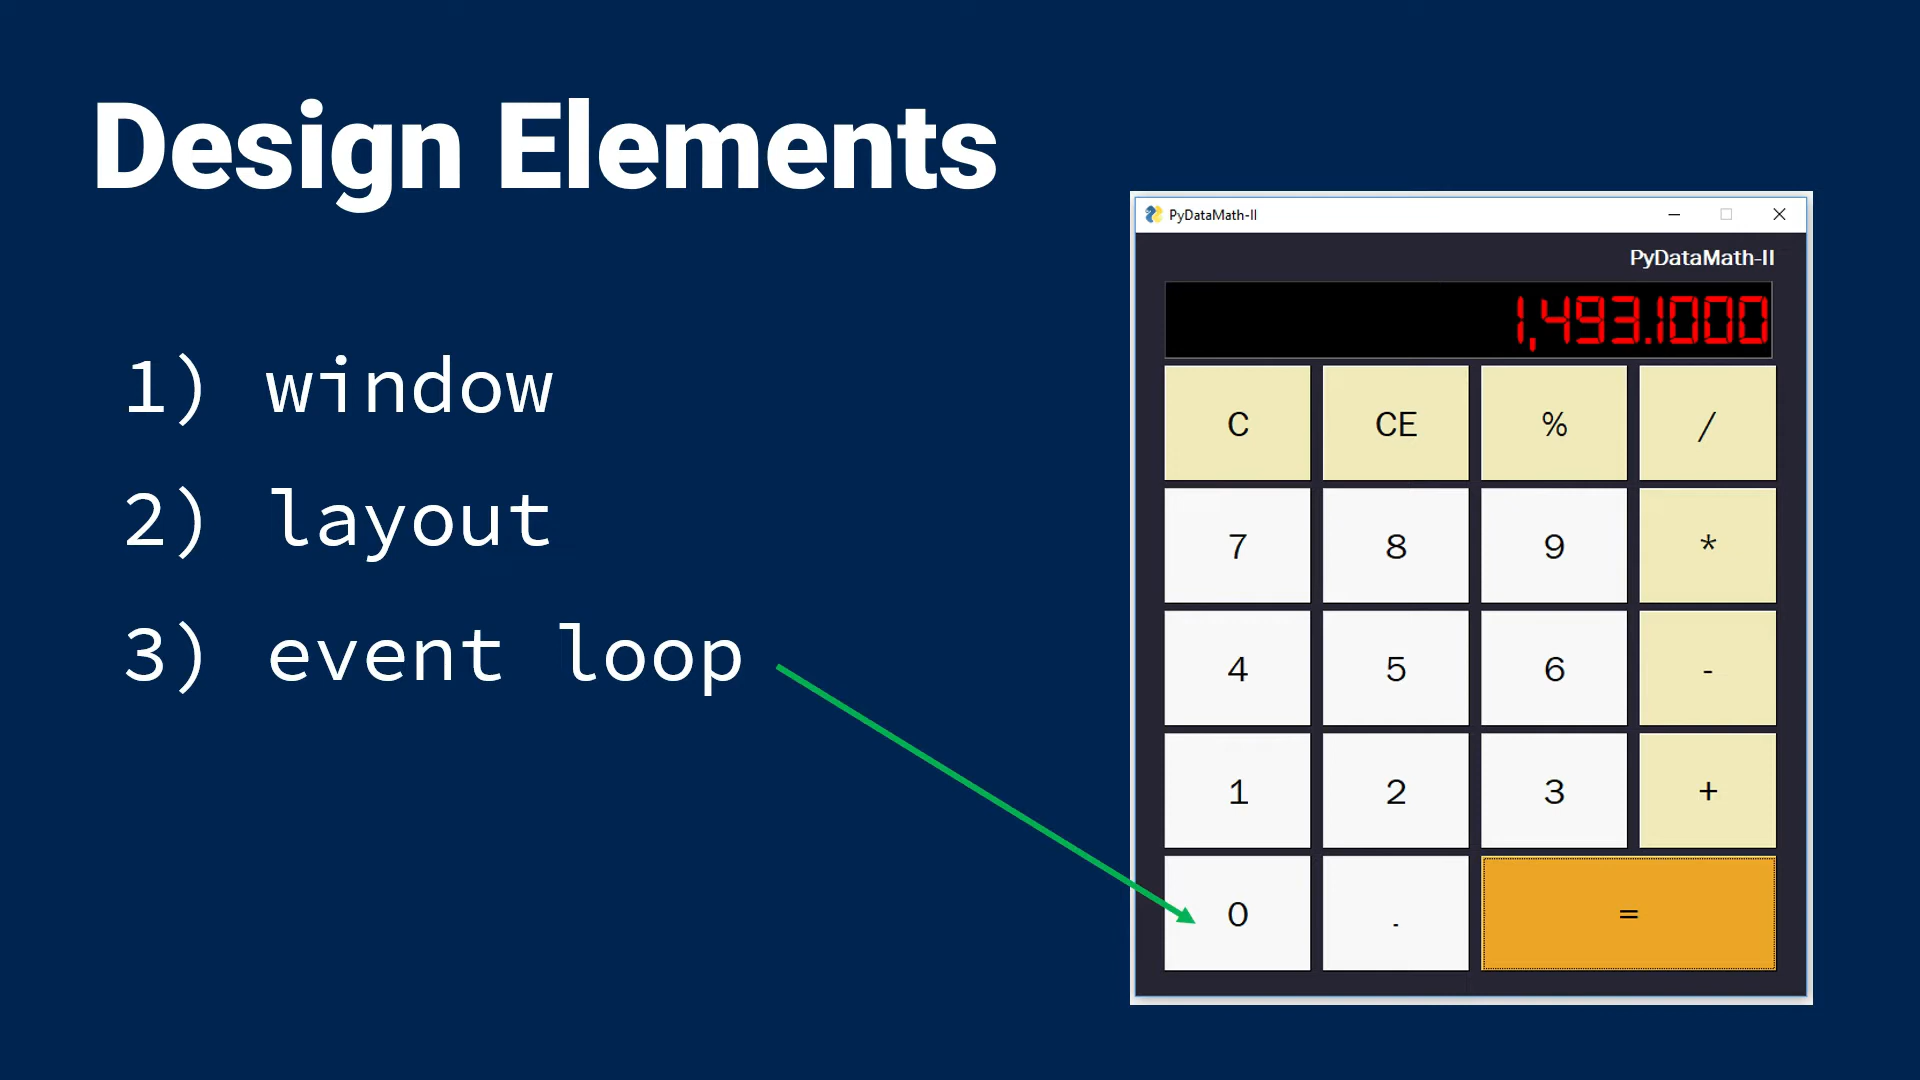 Design Elements
1) window
2) layout
3) event loop
PyDataMath-II
PyDataMath-II
1,493.1000
C CE % /
7 8 9 *
4 5 6 -
1 2 3 +
0 . =